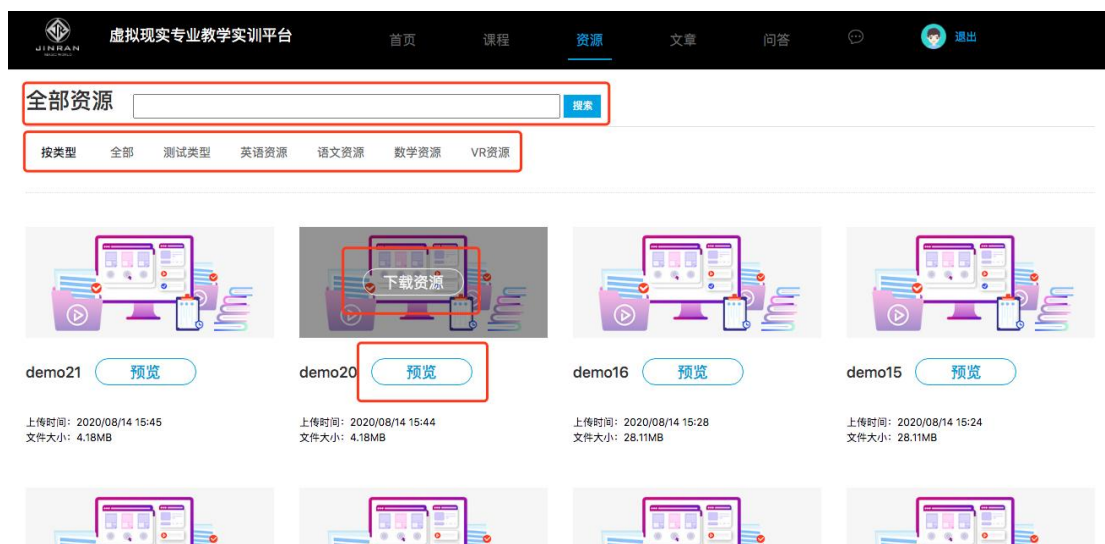 JINRAN
虚拟现实专业教学实训平台
首页 课程 资源 文章 问答 退出
全部资源 搜索
按类型 全部 测试类型 英语资源 语文资源 数学资源 VR资源
下载资源
demo21 预览 demo20 预览 demo16 预览 demo15 预览
上传时间：2020/08/14 15:45 上传时间：2020/08/14 15:44 上传时间：2020/08/14 15:28 上传时间：2020/08/14 15:24
文件大小：4.18MB 文件大小：4.18MB 文件大小：28.11MB 文件大小：28.11MB